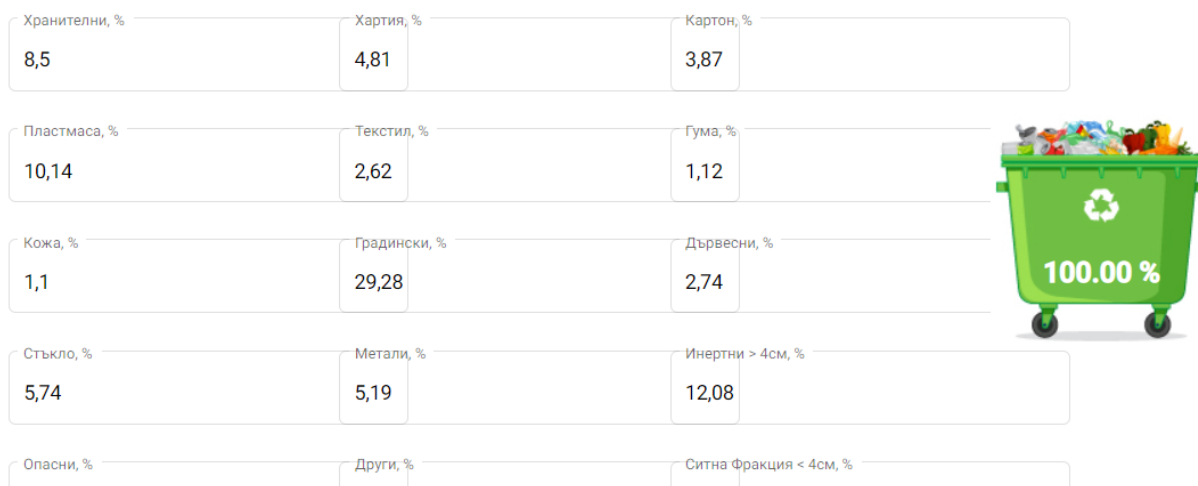 Хранителни, % Хартия, % Картон, %
8,5 4,81 3,87
Пластмаса, % Текстил, % Гума, %
10,14 2,62 1,12
Кожа, % Градински, % Дървесни, %
1,1 29,28 2,74
100.00 %
Стъкло, % Метали, % Инертни > 4см, %
5,74 5,19 12,08
Опасни, % Други, % Ситна Фракция < 4см, %